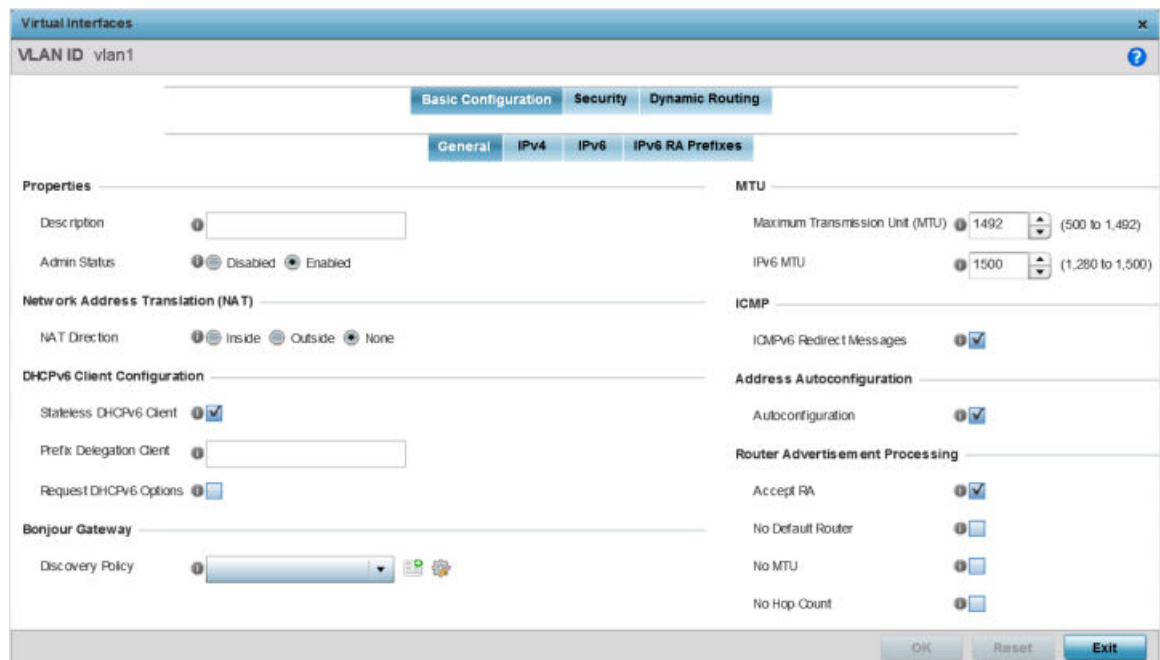 Virtual Interfaces
VLAN ID vlan1
Basic Configuration Security Dynamic Routing
General IPv4 IPv6 IPv6 RA Prefixes
Properties
Description
Admin Status Disabled Enabled
Network Address Translation (NAT)
NAT Direction Inside Outside None
DHCPv6 Client Configuration
Stateless DHCPv6 Client
Prefix Delegation Client
Request DHCPv6 Options
Bonjour Gateway
Discovery Policy
MTU
Maximum Transmission Unit (MTU) 1492 (500 to 1,492)
IPv6 MTU 1500 (1,280 to 1,500)
ICMP
ICMPv6 Redirect Messages
Address Autoconfiguration
Autoconfiguration
Router Advertisement Processing
Accept RA
No Default Router
No MTU
No Hop Count
OK Reset Exit